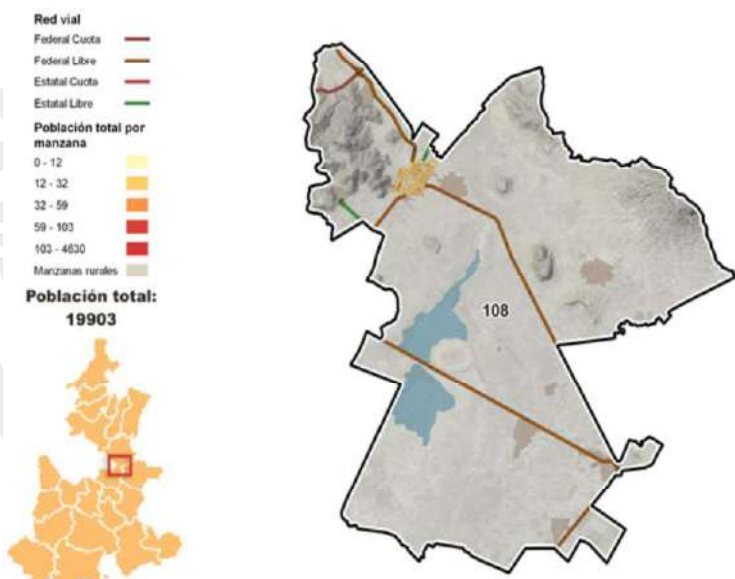 Red vial
Federal Cuota
Federal Libre
Estatal Cuota
Estatal Libre
Población total por
manzana
0 - 12
12 - 32
32 - 59
59 - 103
103 - 4630
Manzanas rurales
Población total:
19903
108